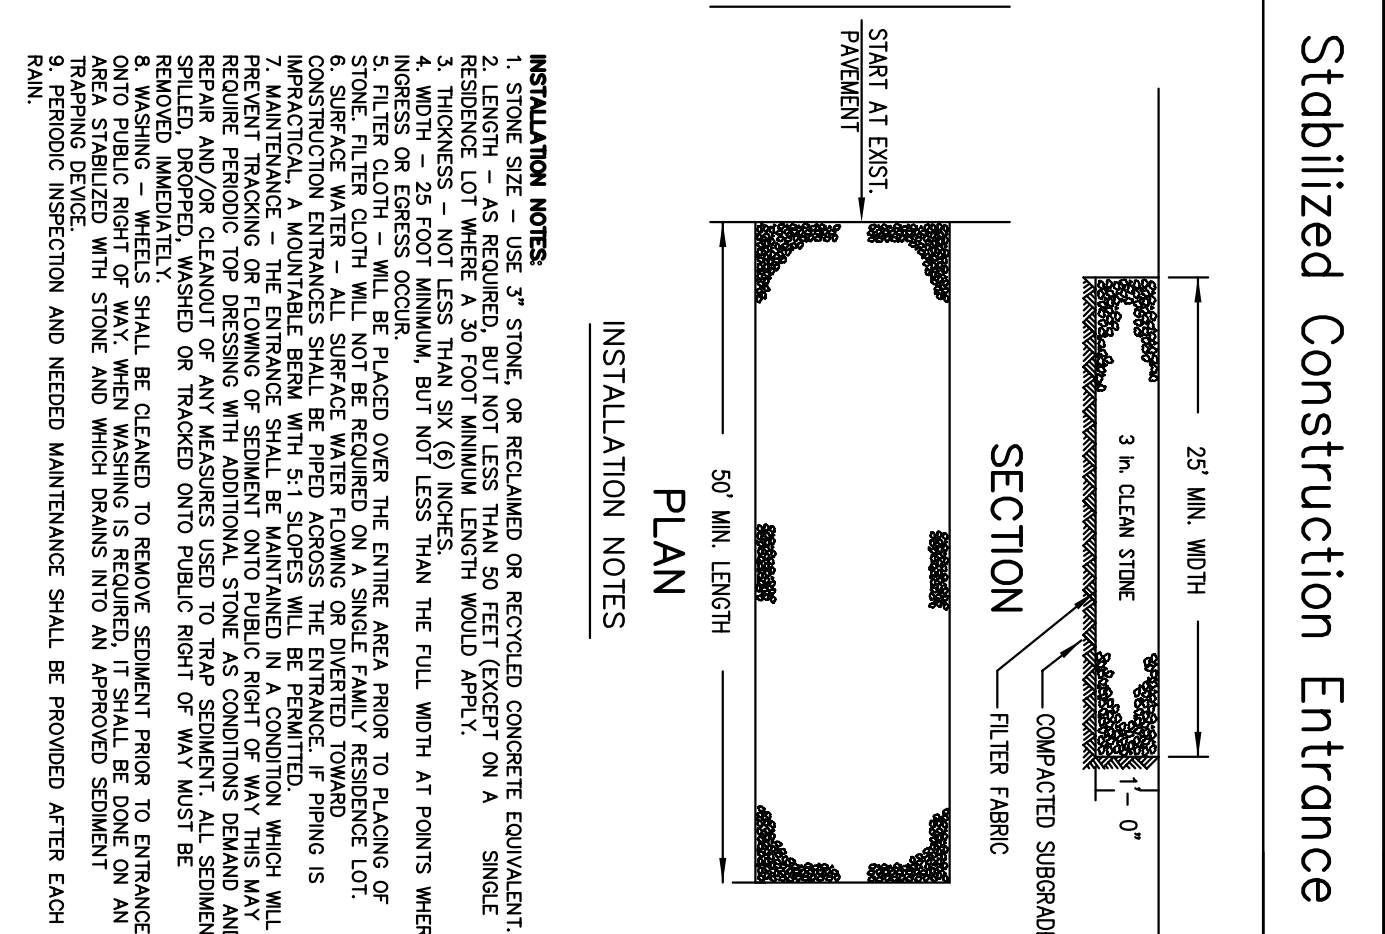 Stabilized Construction Entrance
25' MIN. WIDTH
3 in. CLEAN STONE
1'- 0"
COMPACTED SUBGRADE
FILTER FABRIC
SECTION
START AT EXIST.
PAVEMENT
50' MIN. LENGTH
PLAN
INSTALLATION NOTES
INSTALLATION NOTES:
1. STONE SIZE - USE 3" STONE, OR RECLAIMED OR RECYCLED CONCRETE EQUIVALENT.
2. LENGTH - AS REQUIRED, BUT NOT LESS THAN 50 FEET (EXCEPT ON A SINGLE
RESIDENCE LOT WHERE A 30 FOOT MINIMUM LENGTH WOULD APPLY.
3. THICKNESS - NOT LESS THAN SIX (6) INCHES.
4. WIDTH - 25 FOOT MINIMUM, BUT NOT LESS THAN THE FULL WIDTH AT POINTS WHER
INGRESS OR EGRESS OCCUR.
5. FILTER CLOTH - WILL BE PLACED OVER THE ENTIRE AREA PRIOR TO PLACING OF
STONE. FILTER CLOTH WILL NOT BE REQUIRED ON A SINGLE FAMILY RESIDENCE LOT.
6. SURFACE WATER - ALL SURFACE WATER FLOWING OR DIVERTED TOWARD
CONSTRUCTION ENTRANCES SHALL BE PIPED ACROSS THE ENTRANCE. IF PIPING IS
IMPRACTICAL, A MOUNTABLE BERM WITH 5:1 SLOPES WILL BE PERMITTED.
7. MAINTENANCE - THE ENTRANCE SHALL BE MAINTAINED IN A CONDITION WHICH WILL
PREVENT TRACKING OR FLOWING OF SEDIMENT ONTO PUBLIC RIGHT OF WAY THIS MAY
REQUIRE PERIODIC TOP DRESSING WITH ADDITIONAL STONE AS CONDITIONS DEMAND AND
REPAIR AND/OR CLEANOUT OF ANY MEASURES USED TO TRAP SEDIMENT. ALL SEDIMEN
SPILLED, DROPPED, WASHED OR TRACKED ONTO PUBLIC RIGHT OF WAY MUST BE
REMOVED IMMEDIATELY.
8. WASHING - WHEELS SHALL BE CLEANED TO REMOVE SEDIMENT PRIOR TO ENTRANCE
ONTO PUBLIC RIGHT OF WAY. WHEN WASHING IS REQUIRED, IT SHALL BE DONE ON AN
AREA STABILIZED WITH STONE AND WHICH DRAINS INTO AN APPROVED SEDIMENT
TRAPPING DEVICE.
9. PERIODIC INSPECTION AND NEEDED MAINTENANCE SHALL BE PROVIDED AFTER EACH
RAIN.